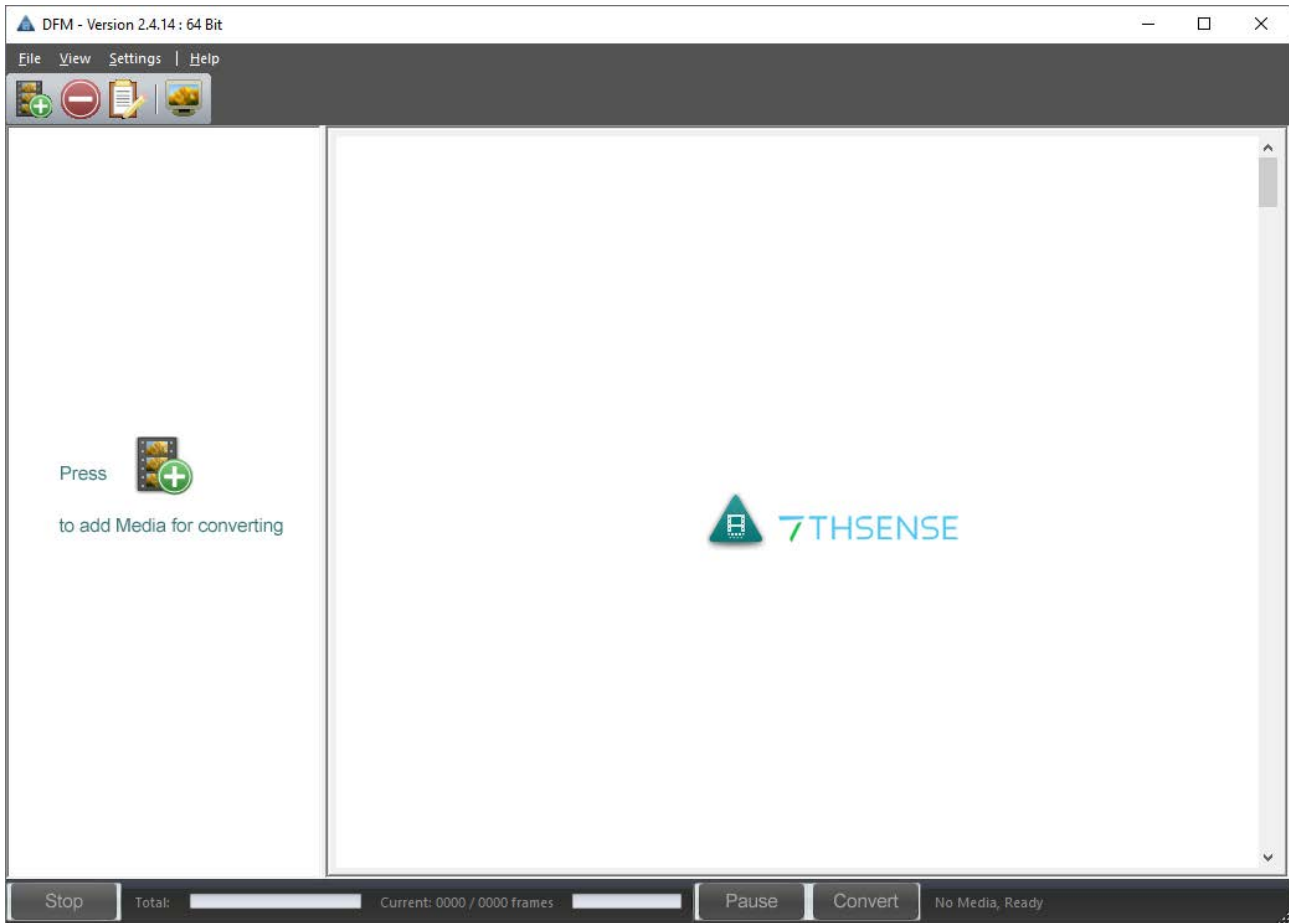 DFM - Version 2.4.14 : 64 Bit
File View Settings | Help
Press
to add Media for converting
7THSENSE
Stop Total: Current: 0000 / 0000 frames Pause Convert No Media, Ready